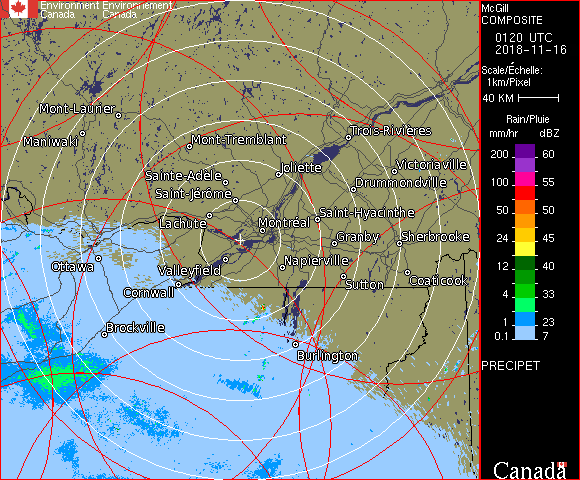 Environment Environnement
Canada Canada
McGill
COMPOSITE
0120 UTC
2018-11-16
Scale/Échelle:
1km/Pixel
40 KM
Rain/Pluie
mm/hr dBZ
200 60
57
100 55
53
50 50
24 45
12 40
4 33
1 23
0.1 7
PRECIPET
Canada
Mont-Laurier
Maniwaki
Mont-Tremblant
Trois-Rivières
Sainte-Adèle
Joliette
Victoriaville
Saint-Jérôme
Drummondville
Lachute
Montréal
Saint-Hyacinthe
Granby
Sherbrooke
Ottawa
Valleyfield
Napierville
Cornwall
Sutton
Coaticook
Brockville
Burlington